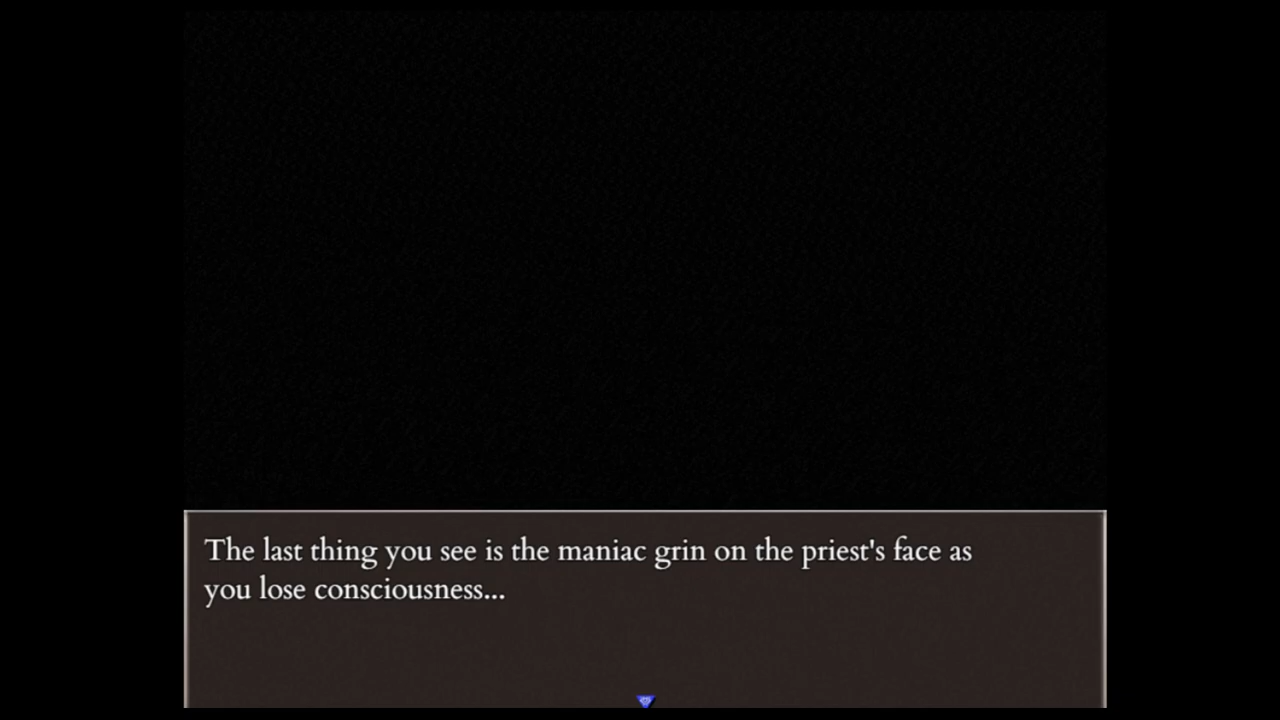 The last thing you see is the maniac grin on the priest's face as
you lose consciousness...